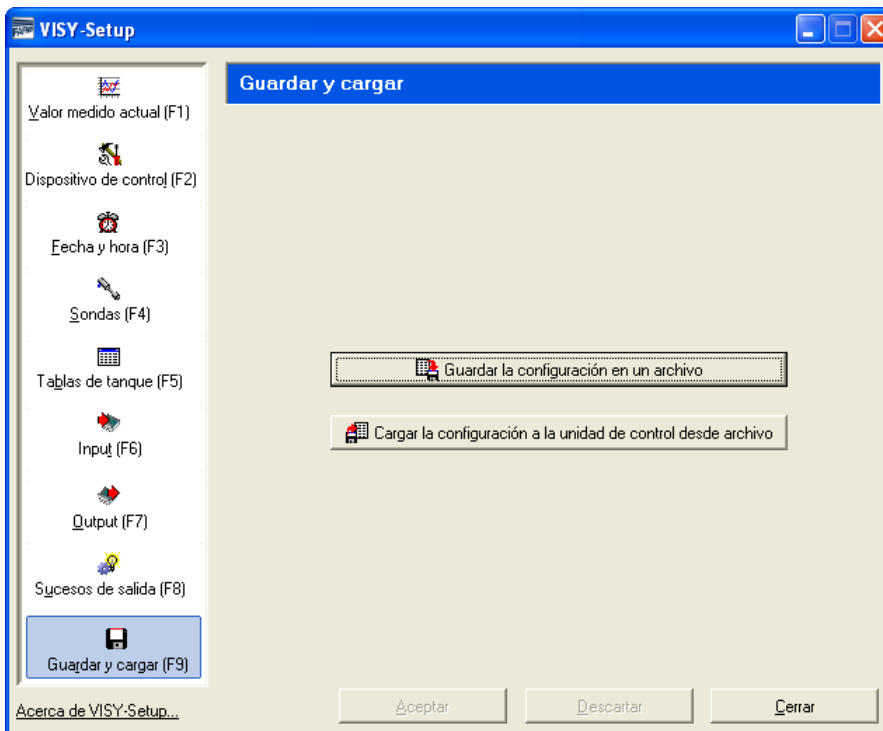 VISY-Setup
Guardar y cargar
Valor medido actual (F1)
Dispositivo de control (F2)
Fecha y hora (F3)
Sondas (F4)
Tablas de tanque (F5)
Input (F6)
Output (F7)
Sucesos de salida (F8)
Guardar y cargar (F9)
Guardar la configuración en un archivo
Cargar la configuración a la unidad de control desde archivo
Acerca de VISY-Setup...
Aceptar
Descartar
Cerrar